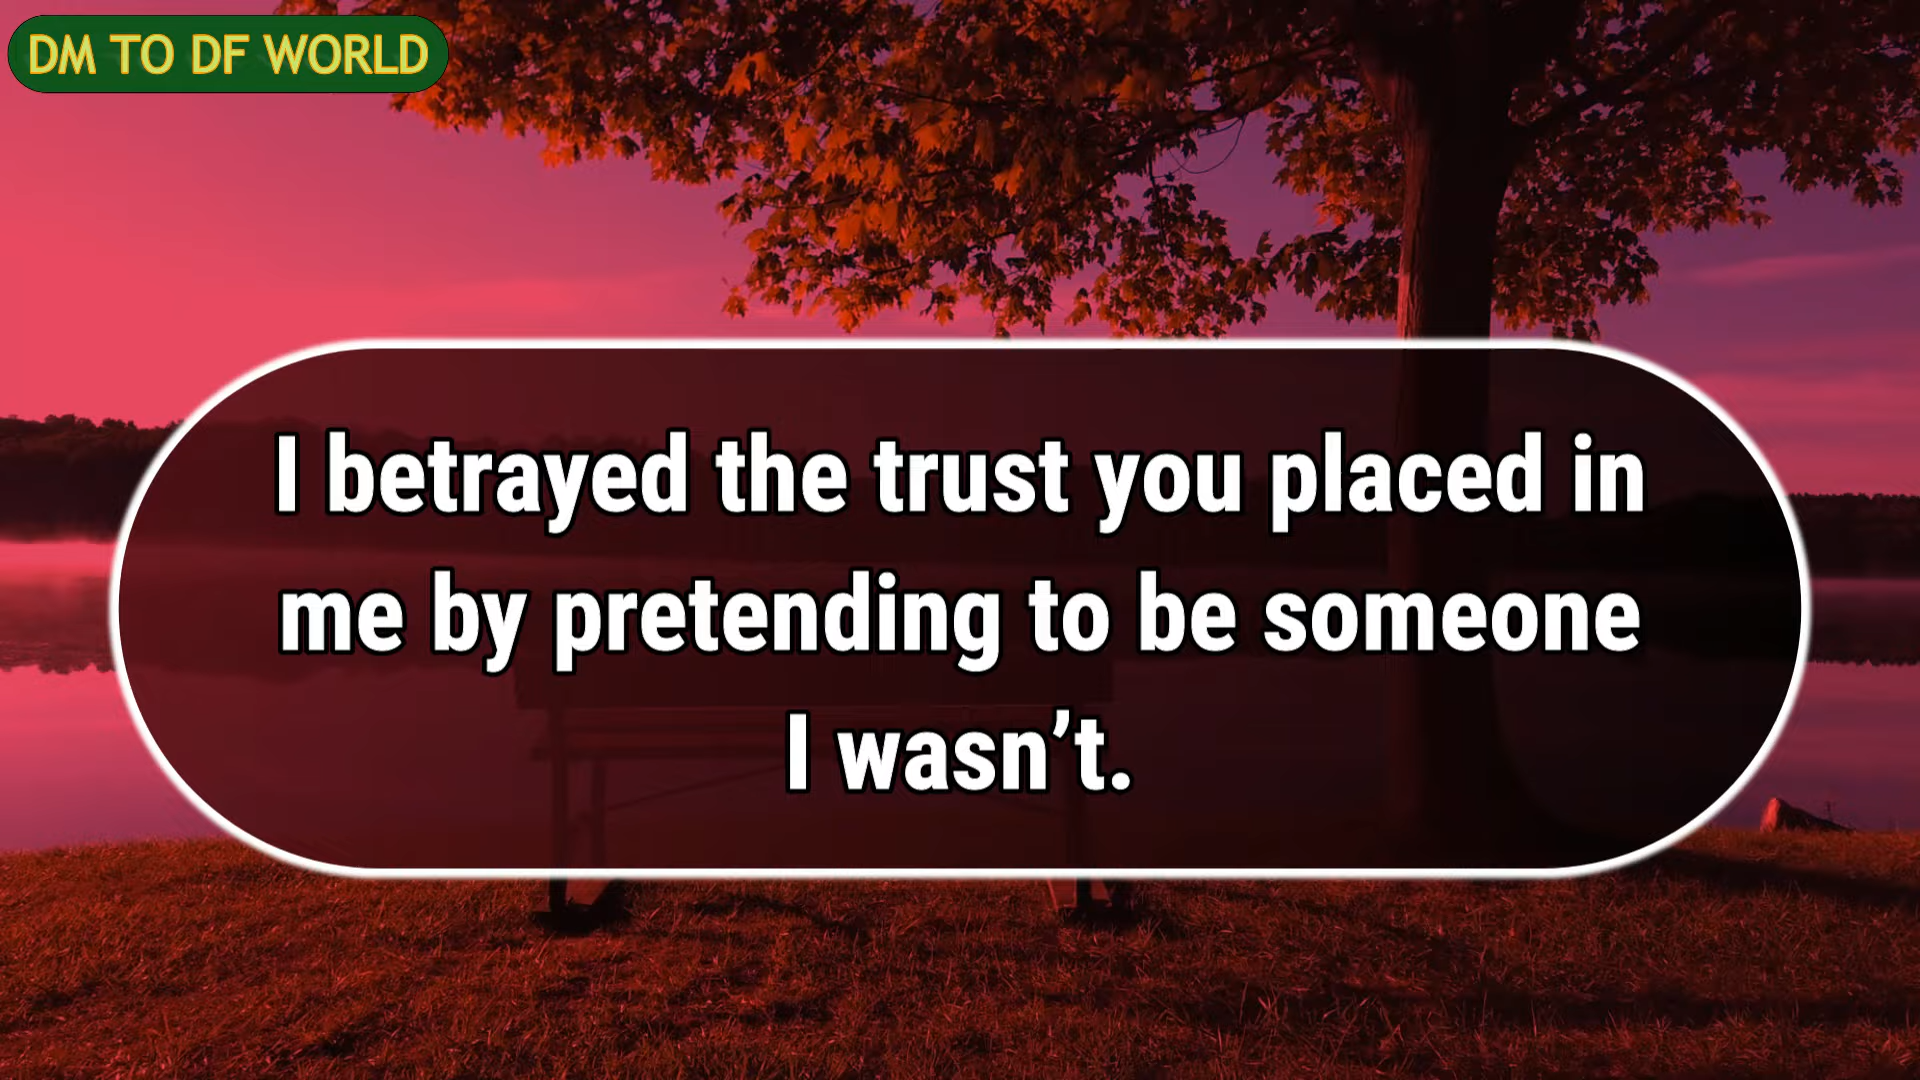 DM TO DF WORLD
I betrayed the trust you placed in
me by pretending to be someone
I wasn’t.